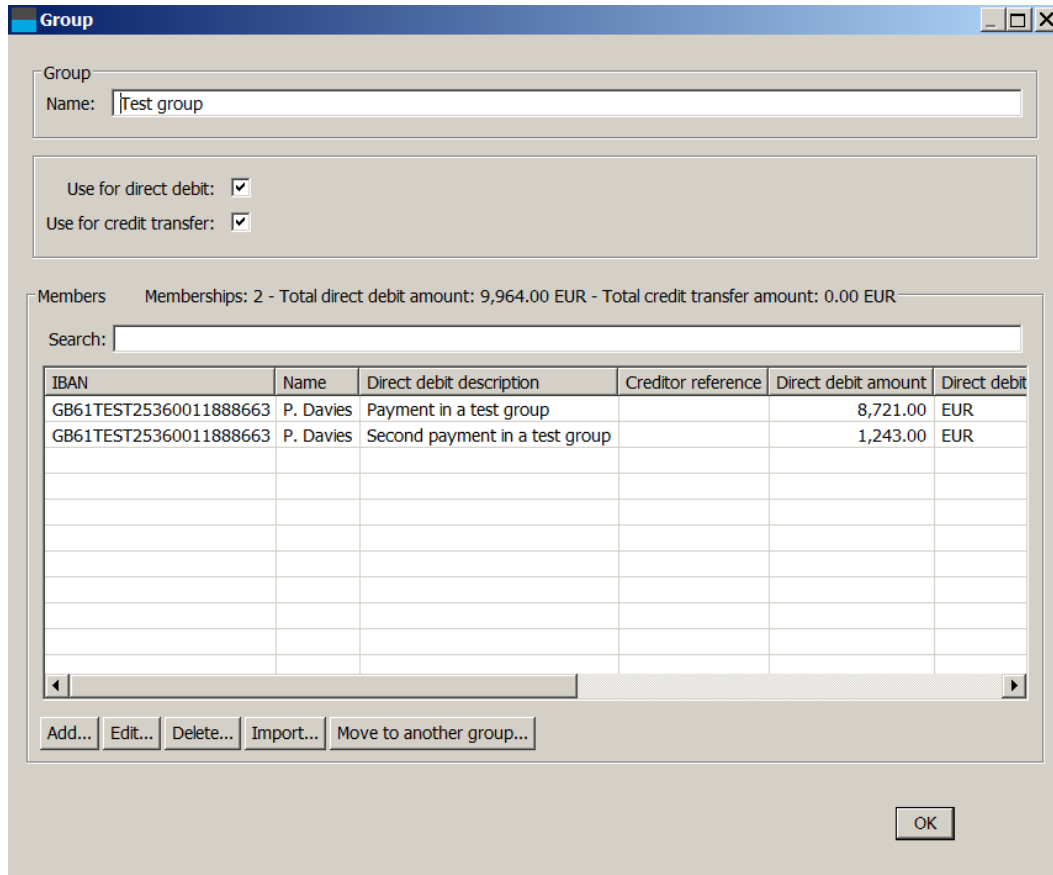 Group
Group
Name: Test group
Use for direct debit:
Use for credit transfer:
Members Memberships: 2 - Total direct debit amount: 9,964.00 EUR - Total credit transfer amount: 0.00 EUR
Search:
IBAN Name Direct debit description Creditor reference Direct debit amount Direct debit
GB61TEST25360011888663 P. Davies Payment in a test group 8,721.00 EUR
GB61TEST25360011888663 P. Davies Second payment in a test group 1,243.00 EUR
Add... Edit... Delete... Import... Move to another group...
OK